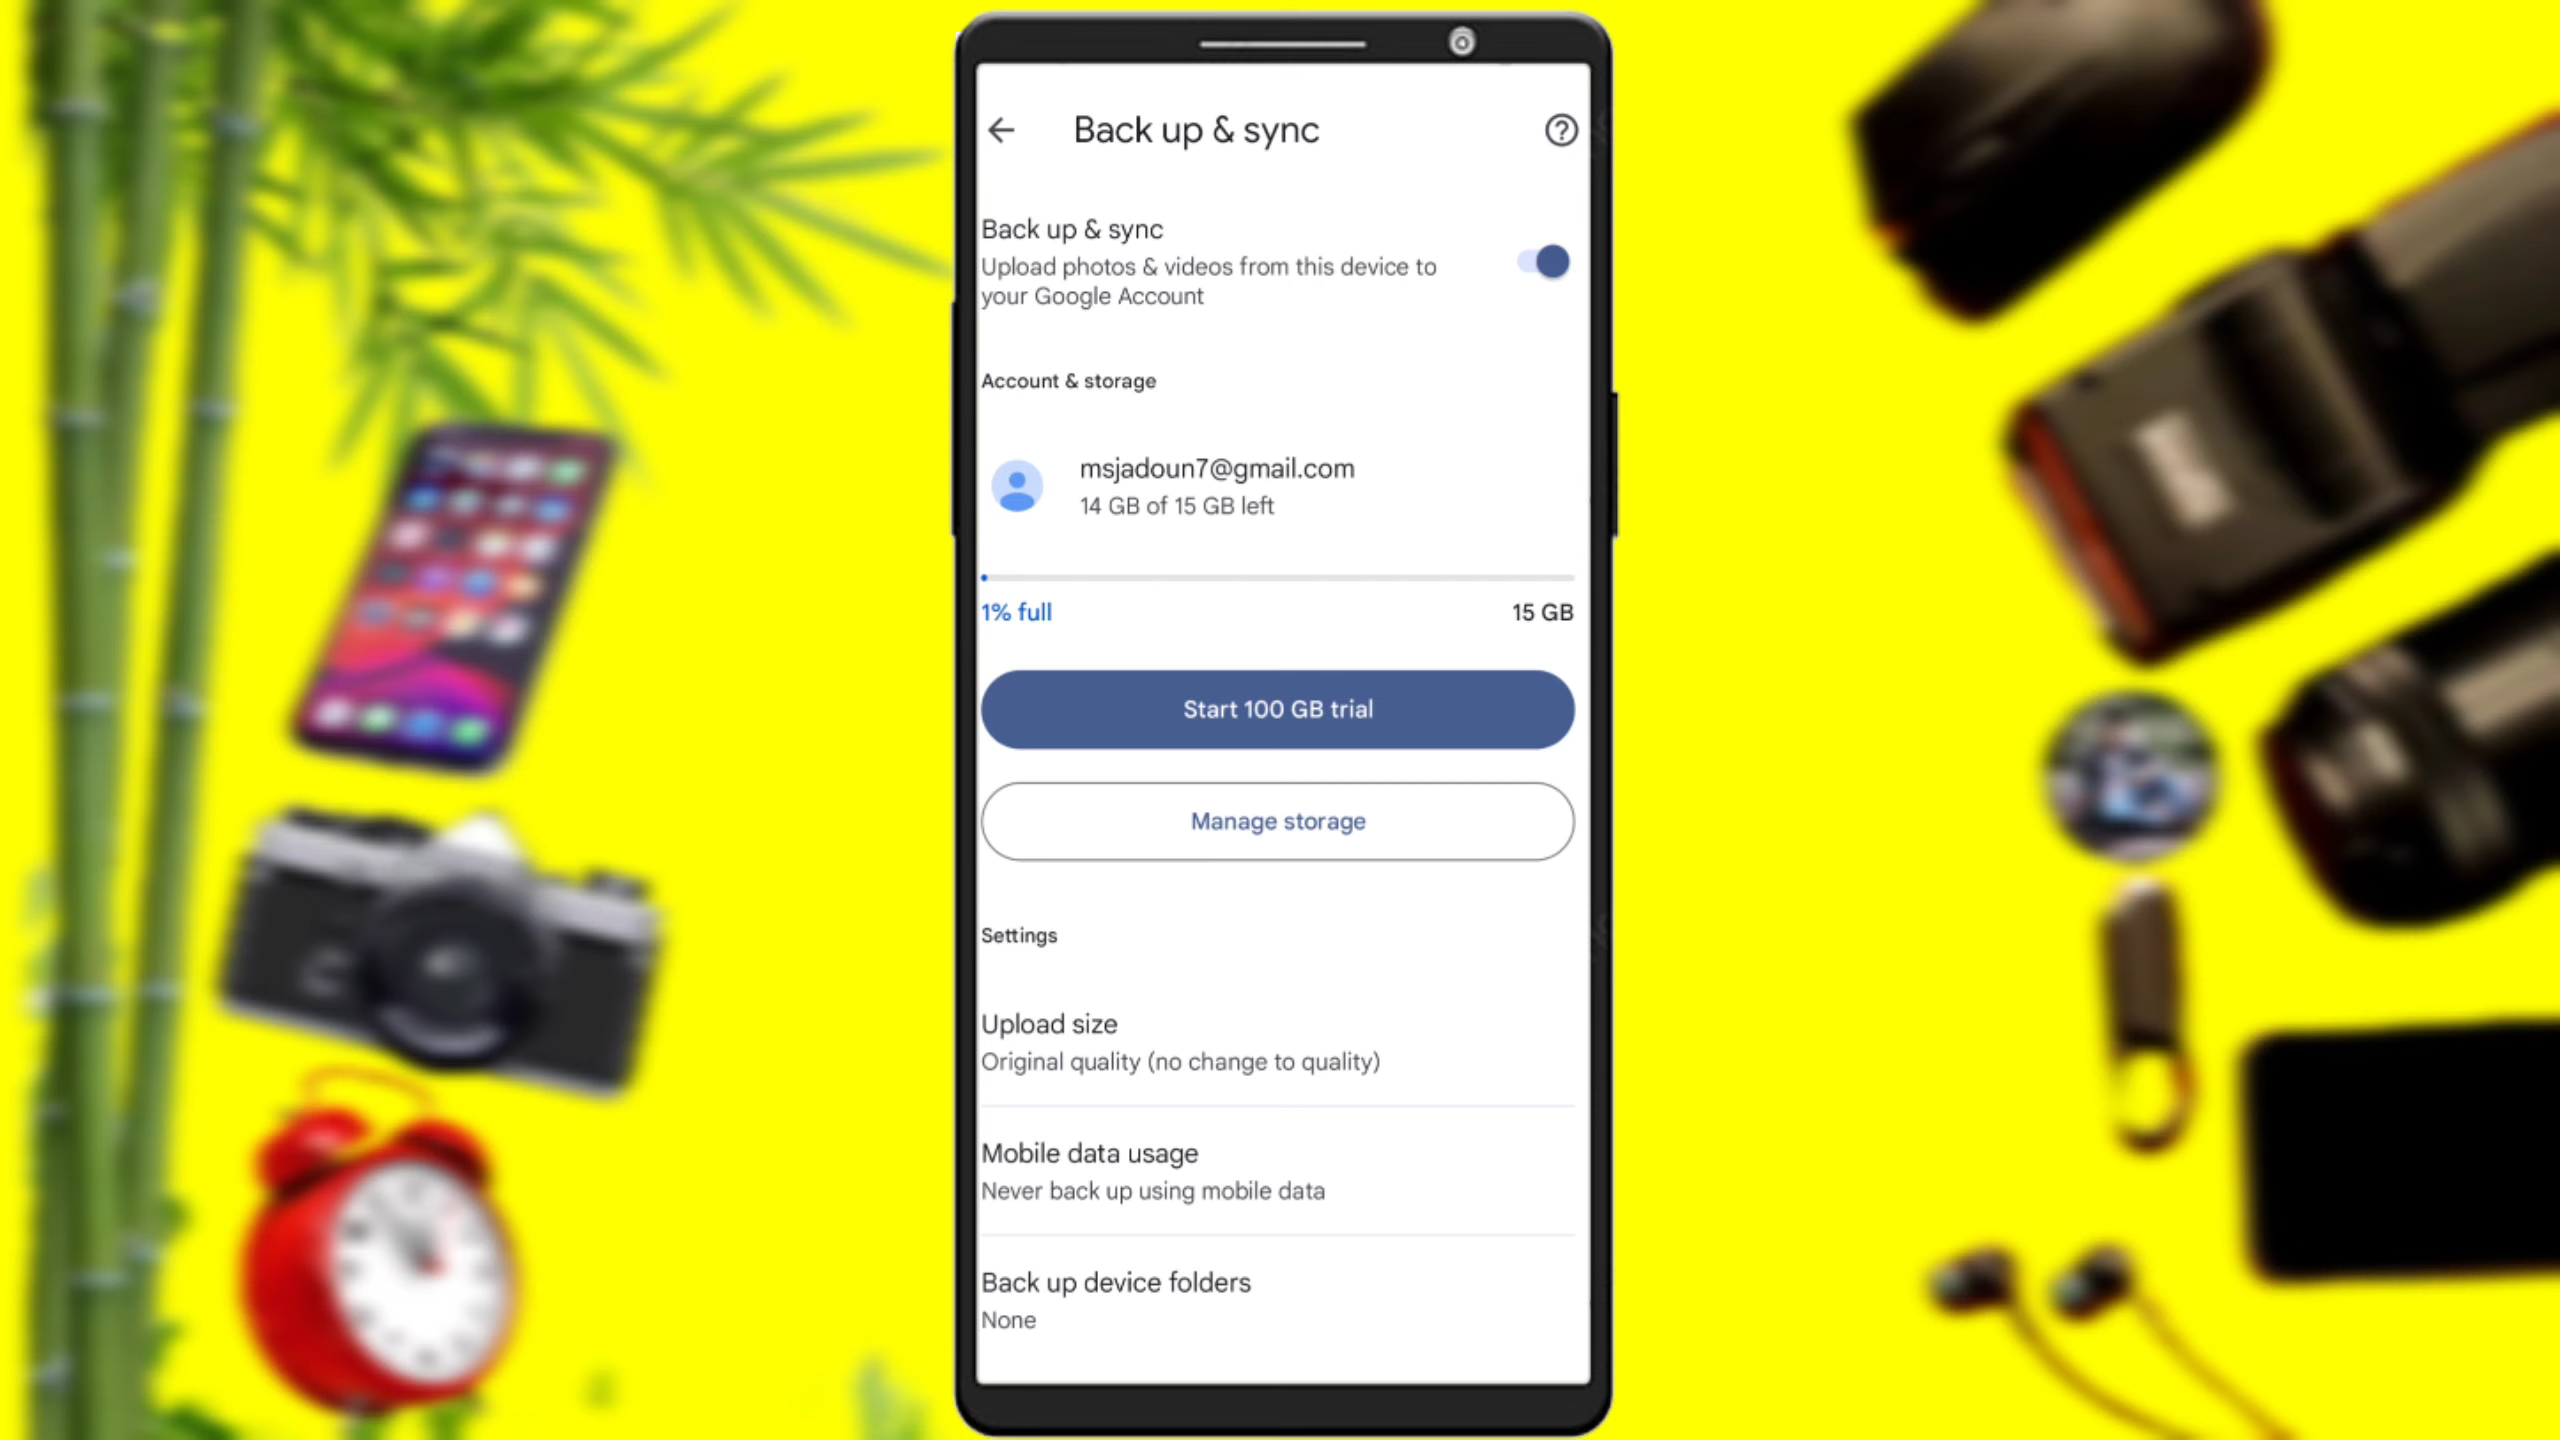 Back up & sync
Back up & sync
Upload photos & videos from this device to
your Google Account
Account & storage
msjadoun7@gmail.com
14 GB of 15 GB left
1% full
15 GB
Start 100 GB trial
Manage storage
Settings
Upload size
Original quality (no change to quality)
Mobile data usage
Never back up using mobile data
Back up device folders
None